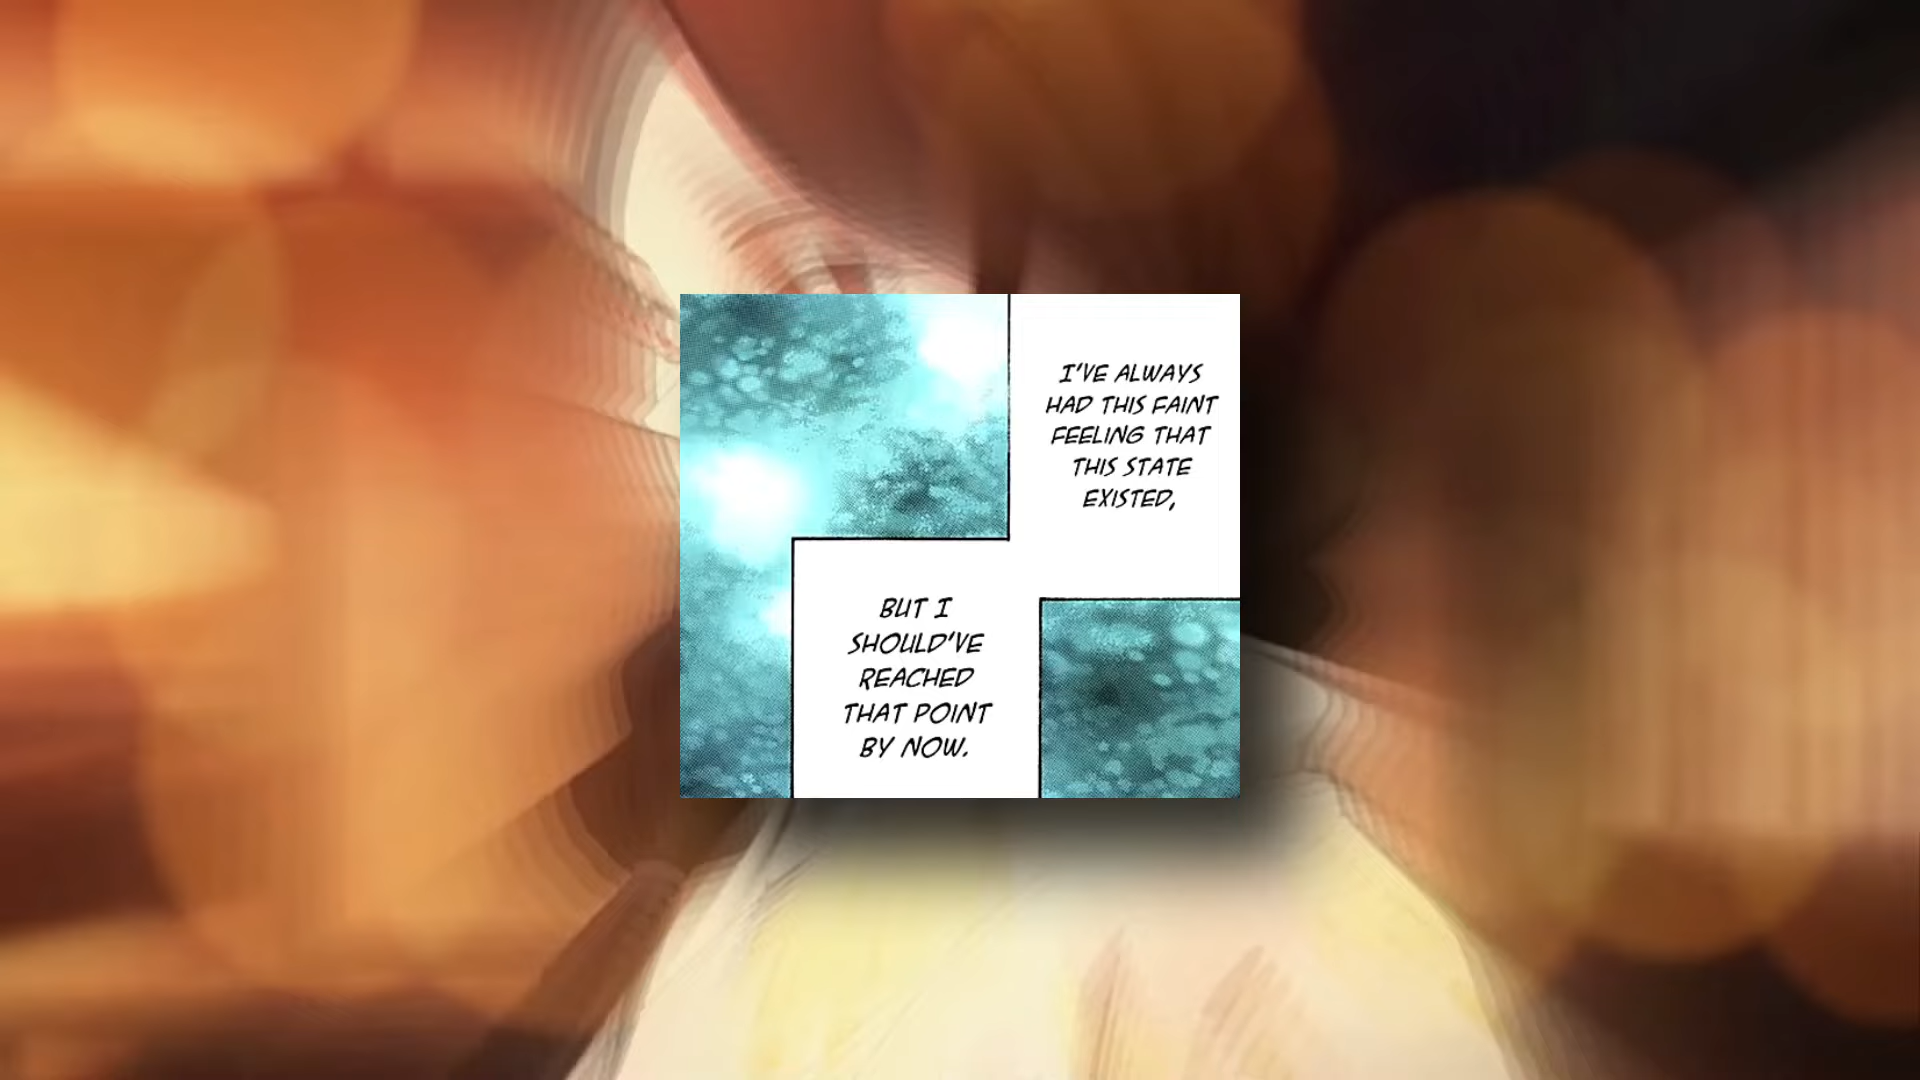 I'VE ALWAYS
HAD THIS FAINT
FEELING THAT
THIS STATE
EXISTED,
BUT I
SHOULD'VE
REACHED
THAT POINT
BY NOW.